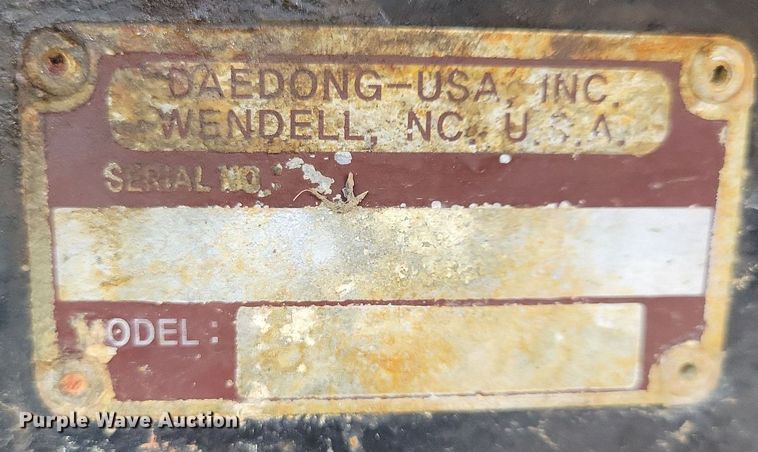 DAEDONG-USA, INC.
WENDELL, NC. U.S.A.
SERIAL NO.:
MODEL:
Purple Wave Auction